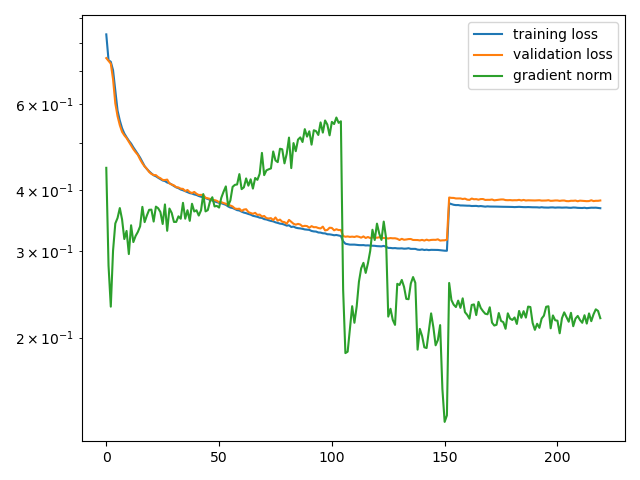 training loss
validation loss
gradient norm
6 × 10⁻¹
4 × 10⁻¹
3 × 10⁻¹
2 × 10⁻¹
0 50 100 150 200